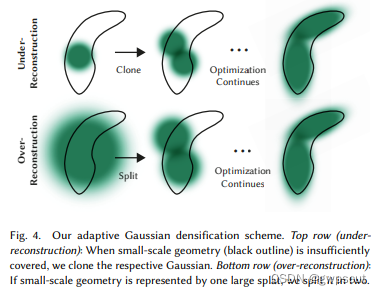 Under-
Reconstruction
Clone
...
Optimization
Continues
Over-
Reconstruction
Split
...
Optimization
Continues
Fig. 4. Our adaptive Gaussian densification scheme. Top row (under-
reconstruction): When small-scale geometry (black outline) is insufficiently
covered, we clone the respective Gaussian. Bottom row (over-reconstruction):
If small-scale geometry is represented by one large splat, we split it in two.